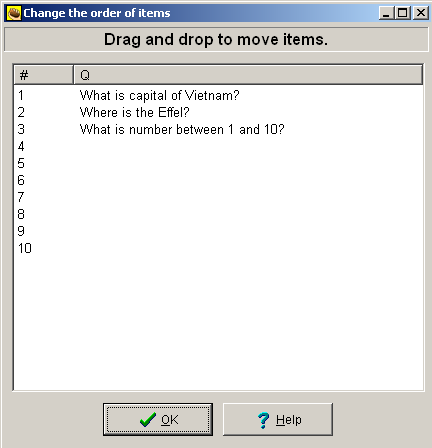 Change the order of items
Drag and drop to move items.
# Q
1 What is capital of Vietnam?
2 Where is the Effel?
3 What is number between 1 and 10?
4
5
6
7
8
9
10
OK Help